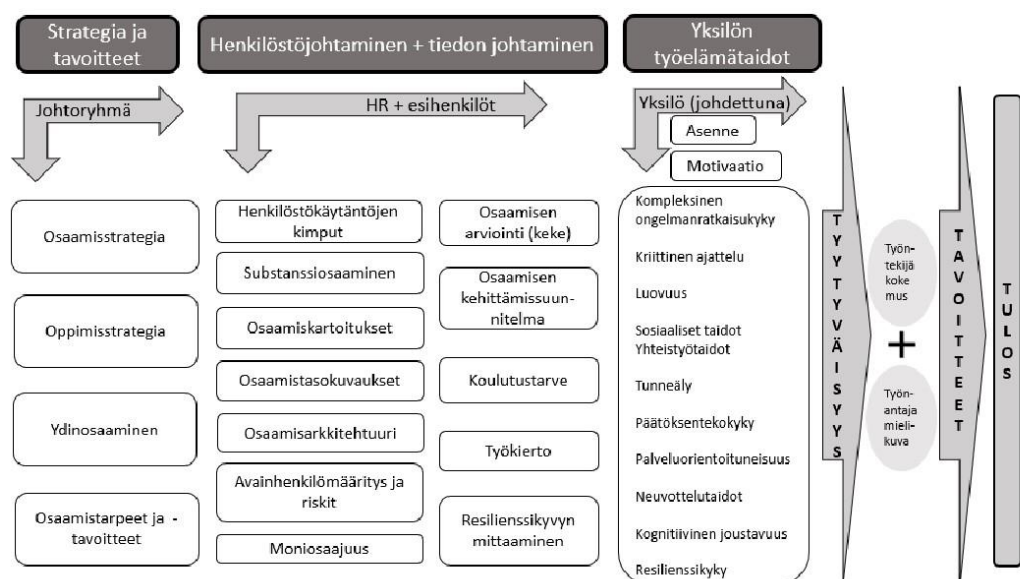 Strategia ja
tavoitteet
Henkilöstöjohtaminen + tiedon johtaminen
Yksilön
työelämätaidot
Johtoryhmä
HR + esihenkilöt
Yksilö (johdettuna)
Asenne
Motivaatio
Osaamisstrategia
Oppimisstrategia
Ydinosaaminen
Osaamistarpeet ja -
tavoitteet
Henkilöstökäytäntöjen
kimput
Substanssiosaaminen
Osaamiskartoitukset
Osaamistasokuvaukset
Osaamisarkkitehtuuri
Avainhenkilömääritys ja
riskit
Moniosaajuus
Osaamisen
arviointi (keke)
Osaamisen
kehittämissuun-
nitelma
Koulutustarve
Työkierto
Resilienssikyvyn
mittaaminen
Kompleksinen
ongelmanratkaisukyky
Kriittinen ajattelu
Luovuus
Sosiaaliset taidot
Yhteistyötaidot
Tunneäly
Päätöksentekokyky
Palveluorientoituneisuus
Neuvottelutaidot
Kognitiivinen joustavuus
Resilienssikyky
TYYTYVÄISYYS
Työn-
tekijä
koke
mus
+
Työn-
antaja
mieli-
kuva
TAVOITTEET
TULOS